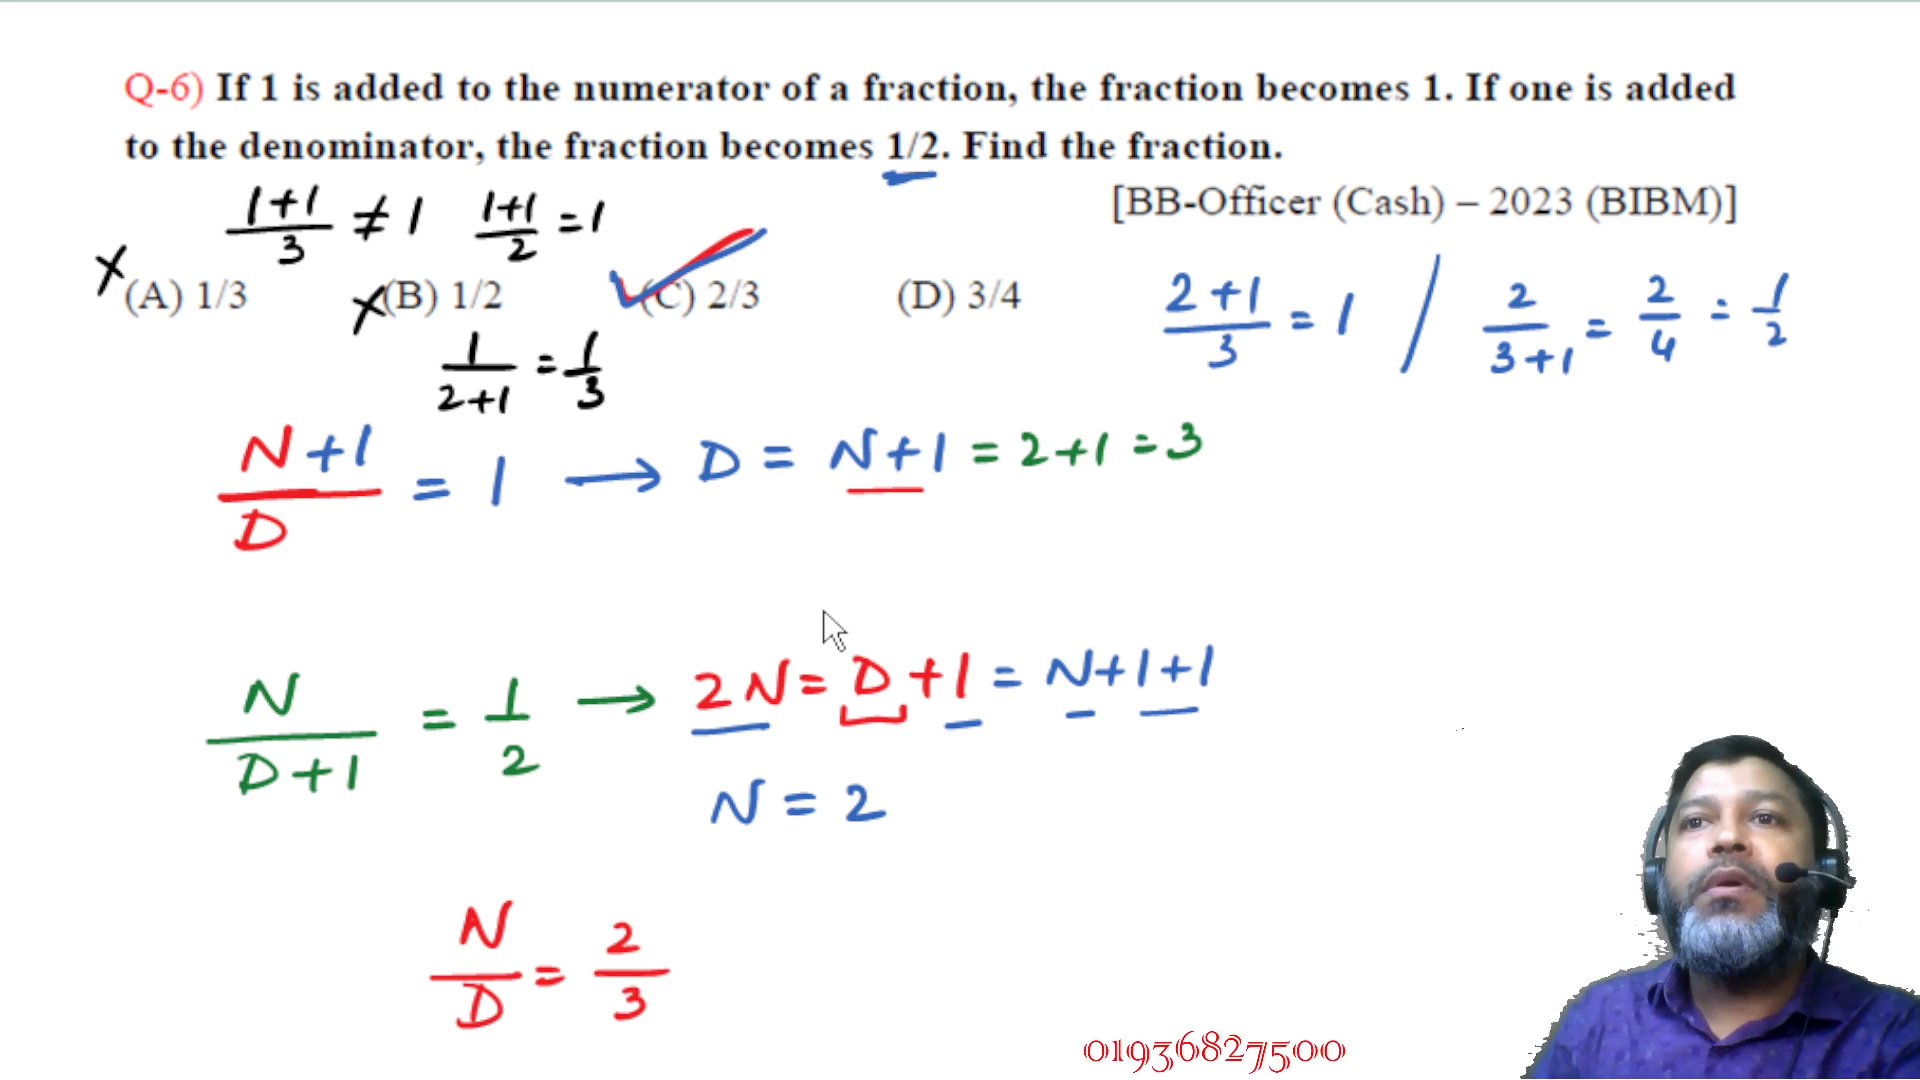 Q-6) If 1 is added to the numerator of a fraction, the fraction becomes 1. If one is added
to the denominator, the fraction becomes 1/2. Find the fraction.
[BB-Officer (Cash) – 2023 (BIBM)]
(1+1)/3 ≠ 1 (1+1)/2 = 1
(A) 1/3 (B) 1/2 (C) 2/3 (D) 3/4
(2+1)/3 = 1 / 2/(3+1) = 2/4 = 1/2
1/(2+1) = 1/3
(N+1)/D = 1 → D = N+1 = 2+1 = 3
N/(D+1) = 1/2 → 2N = D+1 = N+1+1
N = 2
N/D = 2/3
01936827500